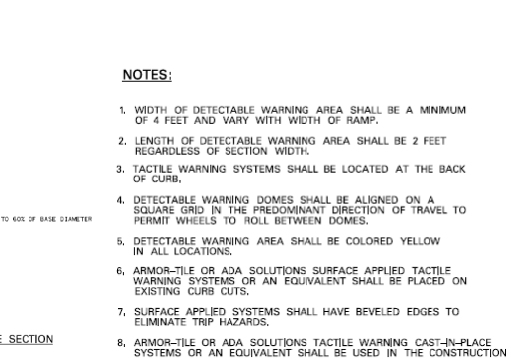 NOTES:
1. WIDTH OF DETECTABLE WARNING AREA SHALL BE A MINIMUM
OF 4 FEET AND VARY WITH WIDTH OF RAMP.
2. LENGTH OF DETECTABLE WARNING AREA SHALL BE 2 FEET
REGARDLESS OF SECTION WIDTH.
3. TACTILE WARNING SYSTEMS SHALL BE LOCATED AT THE BACK
OF CURB.
4. DETECTABLE WARNING DOMES SHALL BE ALIGNED ON A
SQUARE GRID IN THE PREDOMINANT DIRECTION OF TRAVEL TO
PERMIT WHEELS TO ROLL BETWEEN DOMES.
TO 60% OF BASE DIAMETER
5. DETECTABLE WARNING AREA SHALL BE COLORED YELLOW
IN ALL LOCATIONS.
6. ARMOR-TILE OR ADA SOLUTIONS SURFACE APPLIED TACTILE
WARNING SYSTEMS OR AN EQUIVALENT SHALL BE PLACED ON
EXISTING CURB CUTS.
7. SURFACE APPLIED SYSTEMS SHALL HAVE BEVELED EDGES TO
ELIMINATE TRIP HAZARDS.
E SECTION
8. ARMOR-TILE OR ADA SOLUTIONS TACTILE WARNING CAST-IN-PLACE
SYSTEMS OR AN EQUIVALENT SHALL BE USED IN THE CONSTRUCTION